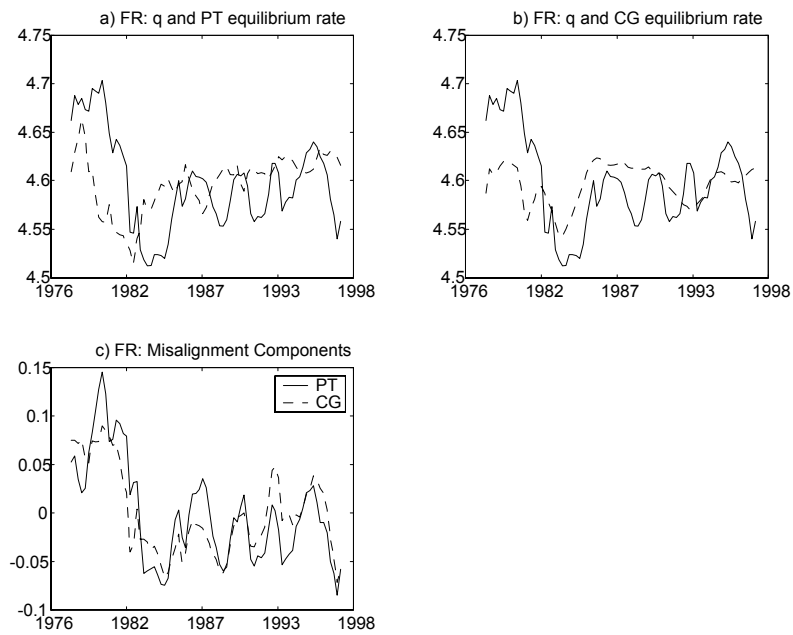 a) FR: q and PT equilibrium rate
4.75
4.7
4.65
4.6
4.55
4.5
1976 1982 1987 1993 1998
b) FR: q and CG equilibrium rate
4.75
4.7
4.65
4.6
4.55
4.5
1976 1982 1987 1993 1998
c) FR: Misalignment Components
0.15
0.1
0.05
0
-0.05
-0.1
1976 1982 1987 1993 1998
PT
CG